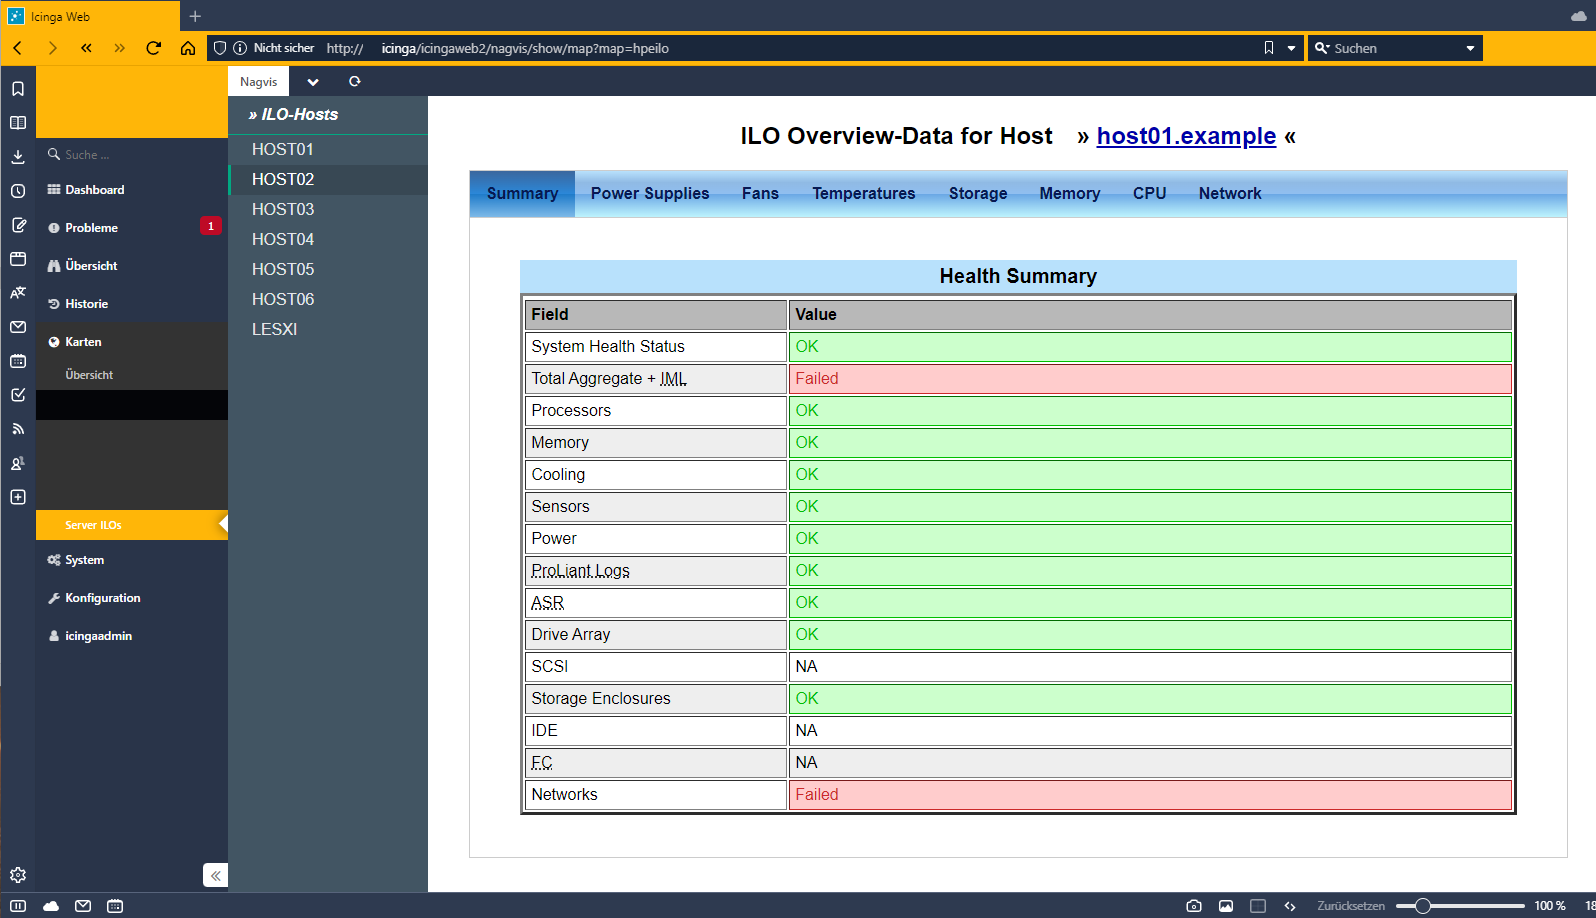 Icinga Web
Nicht sicher http:// icinga/icingaweb2/nagvis/show/map?map=hpeilo
Suchen
Nagvis
Suche ...
Dashboard
Probleme 1
Übersicht
Historie
Karten
Übersicht
Server ILOs
System
Konfiguration
icingaadmin
» ILO-Hosts
HOST01
HOST02
HOST03
HOST04
HOST05
HOST06
LESXI
ILO Overview-Data for Host » host01.example «
Summary Power Supplies Fans Temperatures Storage Memory CPU Network
Health Summary
Field Value
System Health Status OK
Total Aggregate + IML Failed
Processors OK
Memory OK
Cooling OK
Sensors OK
Power OK
ProLiant Logs OK
ASR OK
Drive Array OK
SCSI NA
Storage Enclosures OK
IDE NA
FC NA
Networks Failed
Zurücksetzen 100 %